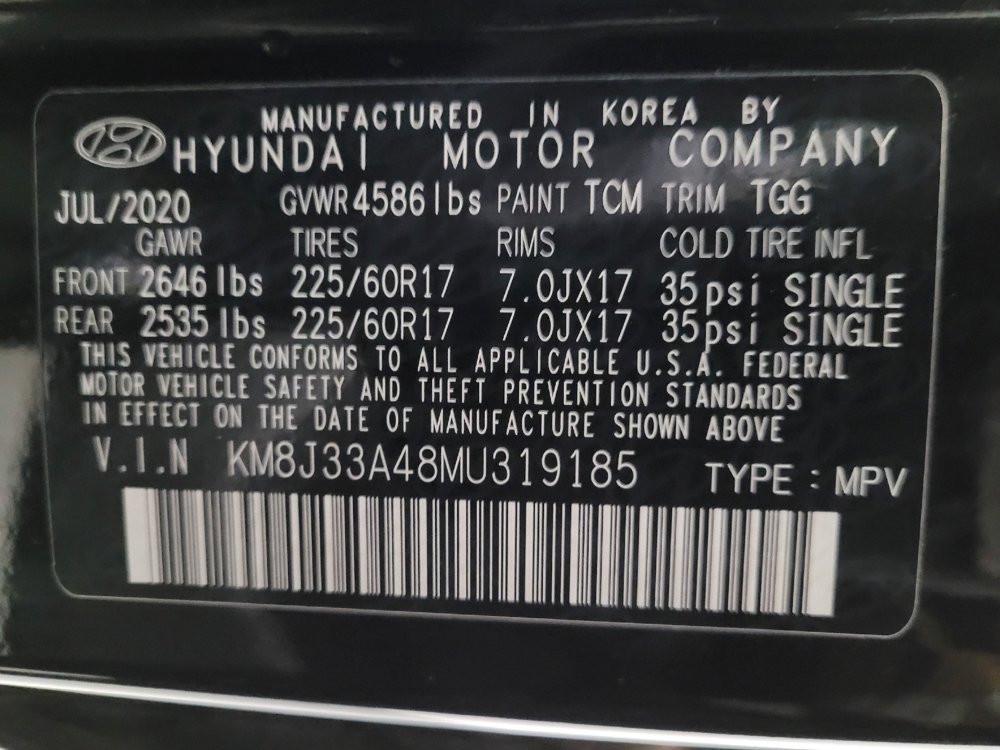 MANUFACTURED IN KOREA BY
HYUNDAI MOTOR COMPANY
JUL/2020 GVWR 4586 lbs PAINT TCM TRIM TGG
GAWR TIRES RIMS COLD TIRE INFL
FRONT 2646 lbs 225/60R17 7.0JX17 35psi SINGLE
REAR 2535 lbs 225/60R17 7.0JX17 35psi SINGLE
THIS VEHICLE CONFORMS TO ALL APPLICABLE U.S.A. FEDERAL
MOTOR VEHICLE SAFETY AND THEFT PREVENTION STANDARDS
IN EFFECT ON THE DATE OF MANUFACTURE SHOWN ABOVE
V.I.N KM8J33A48MU319185 TYPE : MPV